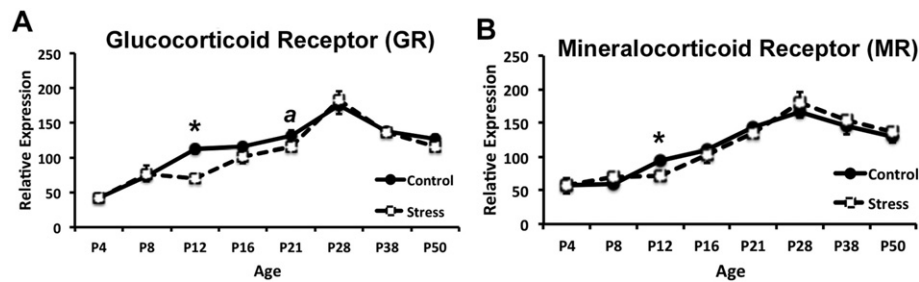 A
Glucocorticoid Receptor (GR)
250
200
150
100
50
0
Relative Expression
*
a
Control
Stress
P4 P8 P12 P16 P21 P28 P38 P50
Age
B
Mineralocorticoid Receptor (MR)
250
200
150
100
50
0
Relative Expression
*
Control
Stress
P4 P8 P12 P16 P21 P28 P38 P50
Age